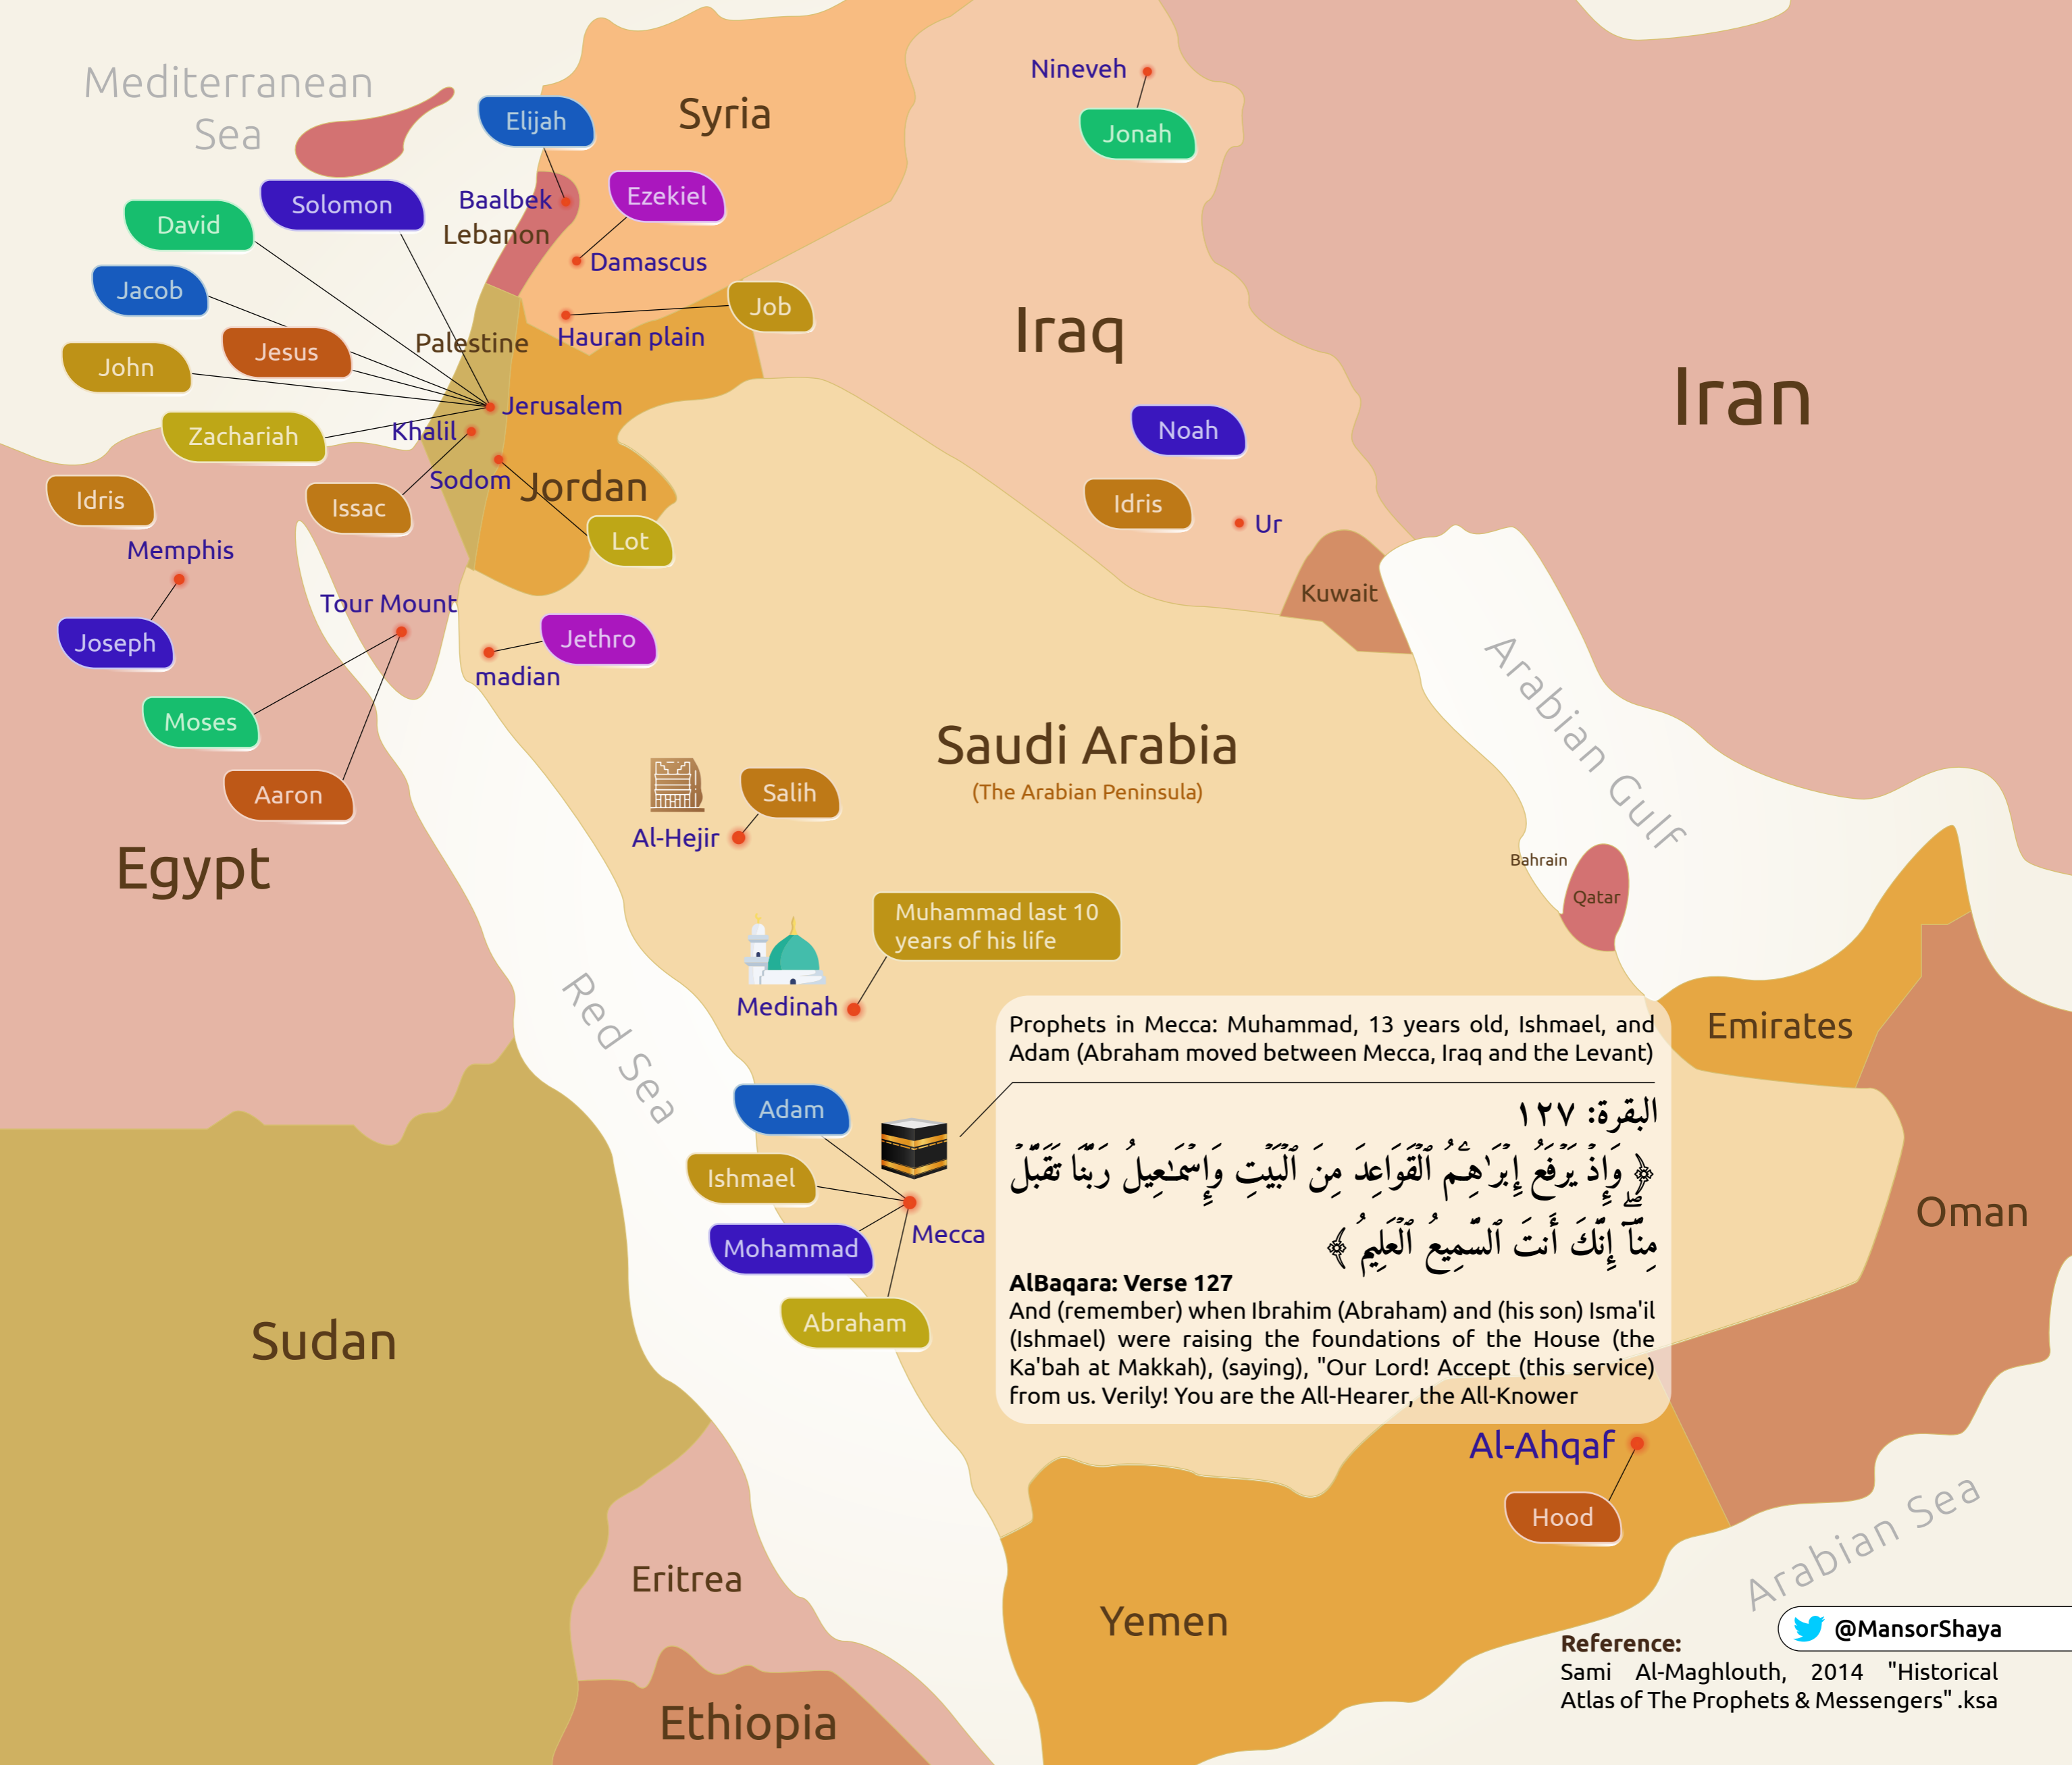 Mediterranean
Sea
Elijah
Syria
Nineveh
Jonah
Solomon
David
Baalbek
Ezekiel
Lebanon
Damascus
Jacob
Job
Hauran plain
Palestine
Jesus
John
Iraq
Iran
Jerusalem
Zachariah
Khalil
Noah
Sodom
Jordan
Idris
Issac
Idris
Ur
Lot
Memphis
Kuwait
Tour Mount
Joseph
Jethro
madian
Moses
Arabian Gulf
Saudi Arabia
(The Arabian Peninsula)
Aaron
Salih
Al-Hejir
Egypt
Bahrain
Qatar
Muhammad last 10
years of his life
Medinah
Red Sea
Emirates
Prophets in Mecca: Muhammad, 13 years old, Ishmael, and
Adam (Abraham moved between Mecca, Iraq and the Levant)
Adam
Ishmael
Mohammad
Mecca
Abraham
البقرة: ١٢٧
﴿ وَإِذْ يَرْفَعُ إِبْرَٰهِـۧمُ ٱلْقَوَاعِدَ مِنَ ٱلْبَيْتِ وَإِسْمَـٰعِيلُ رَبَّنَا تَقَبَّلْ
مِنَّآ ۖ إِنَّكَ أَنتَ ٱلسَّمِيعُ ٱلْعَلِيمُ ﴾
AlBaqara: Verse 127
And (remember) when Ibrahim (Abraham) and (his son) Isma'il
(Ishmael) were raising the foundations of the House (the
Ka'bah at Makkah), (saying), "Our Lord! Accept (this service)
from us. Verily! You are the All-Hearer, the All-Knower
Oman
Sudan
Al-Ahqaf
Hood
Arabian Sea
Eritrea
Yemen
Ethiopia
@MansorShaya
Reference:
Sami Al-Maghlouth, 2014 "Historical
Atlas of The Prophets & Messengers" .ksa